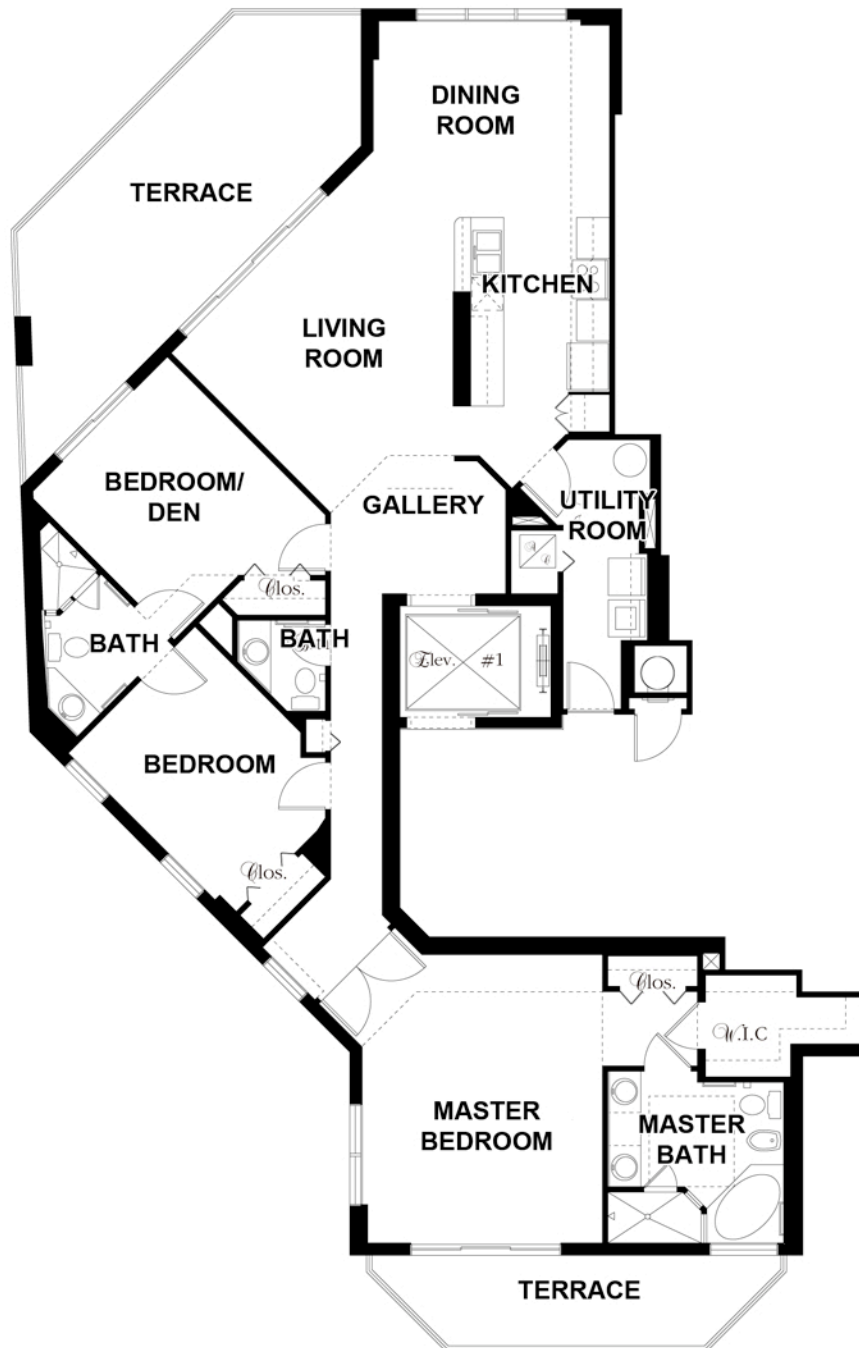 DINING
ROOM
TERRACE
KITCHEN
LIVING
ROOM
BEDROOM/
DEN
GALLERY
UTILITY
ROOM
Clos.
BATH
BATH
Elev. #1
BEDROOM
Clos.
Clos.
W.I.C
MASTER
BEDROOM
MASTER
BATH
TERRACE